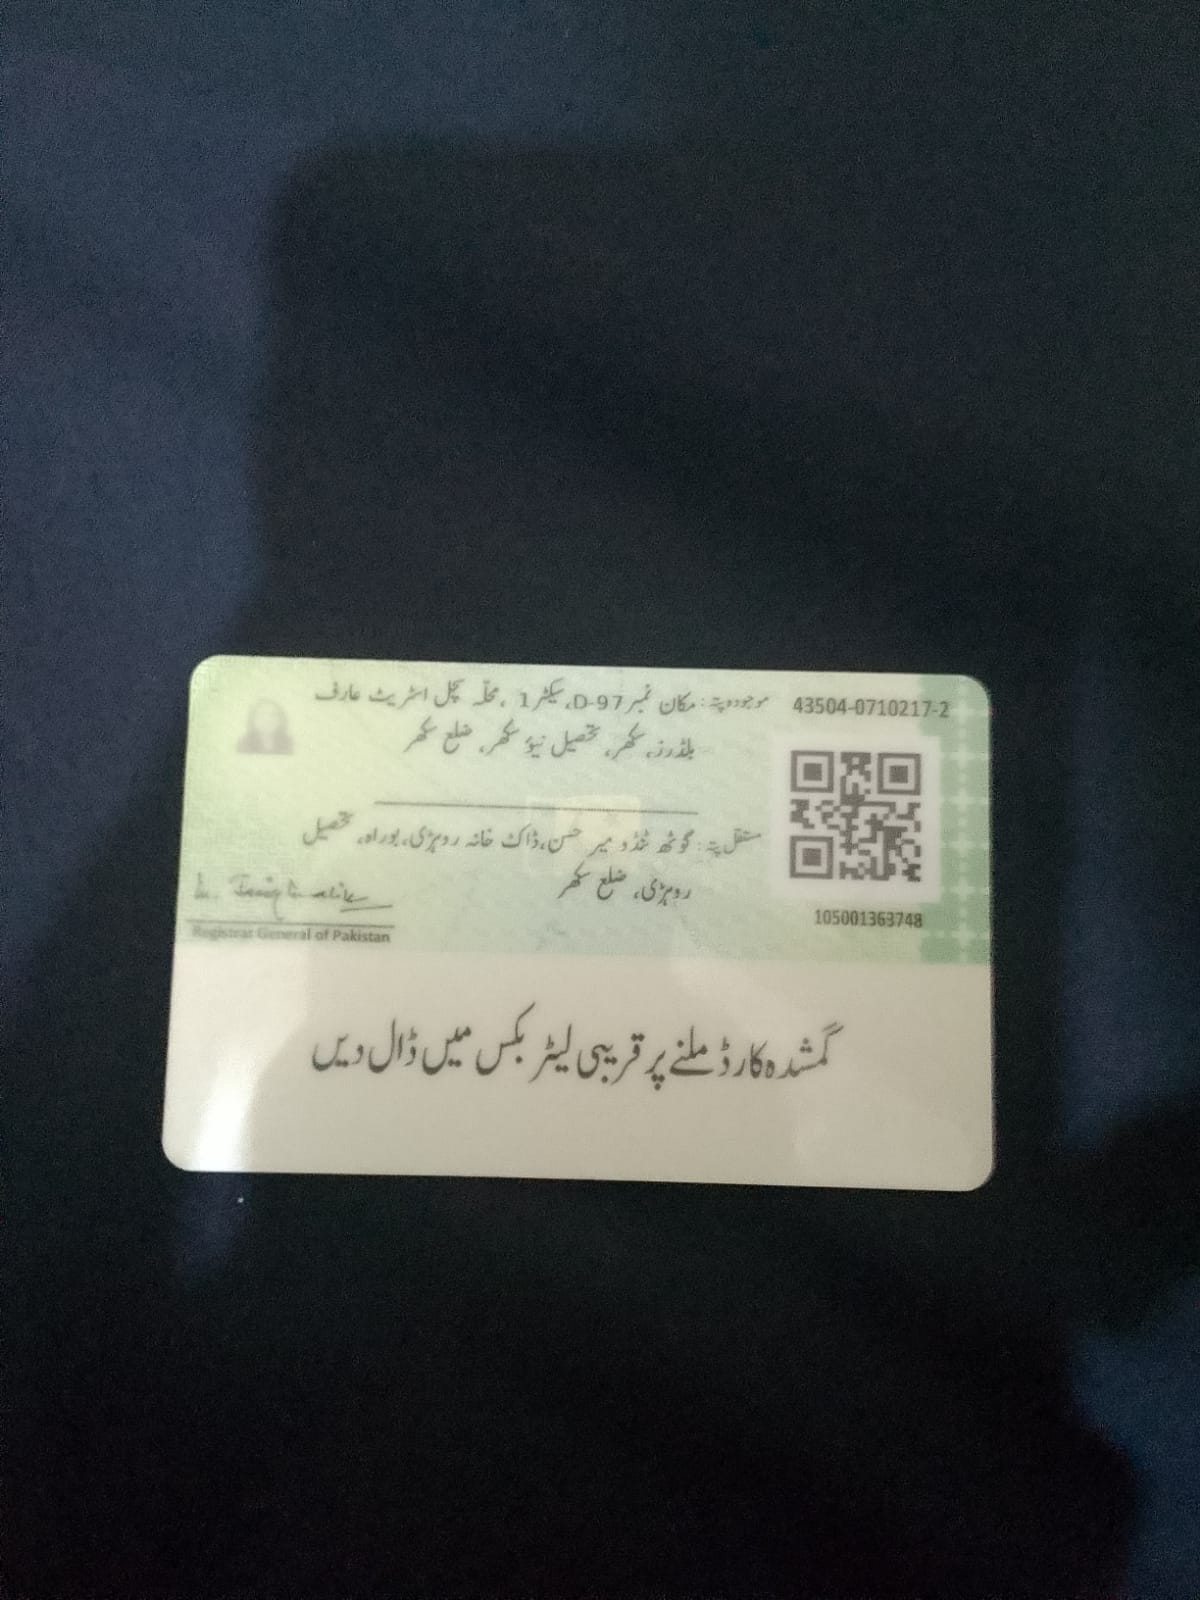 43504-0710217-2
موجودہ پتہ: مکان نمبر D-97، سیکٹر 1، محلہ سچل اسٹریٹ عارف
بلڈرز، سکھر، تحصیل نیو سکھر، ضلع سکھر
مستقل پتہ: گوٹھ ٹنڈو میر حسن، ڈاک خانہ روہڑی، بوراہ، تحصیل
روہڑی، ضلع سکھر
105001363748
Registrar General of Pakistan
گمشدہ کارڈ ملنے پر قریبی لیٹر بکس میں ڈال دیں